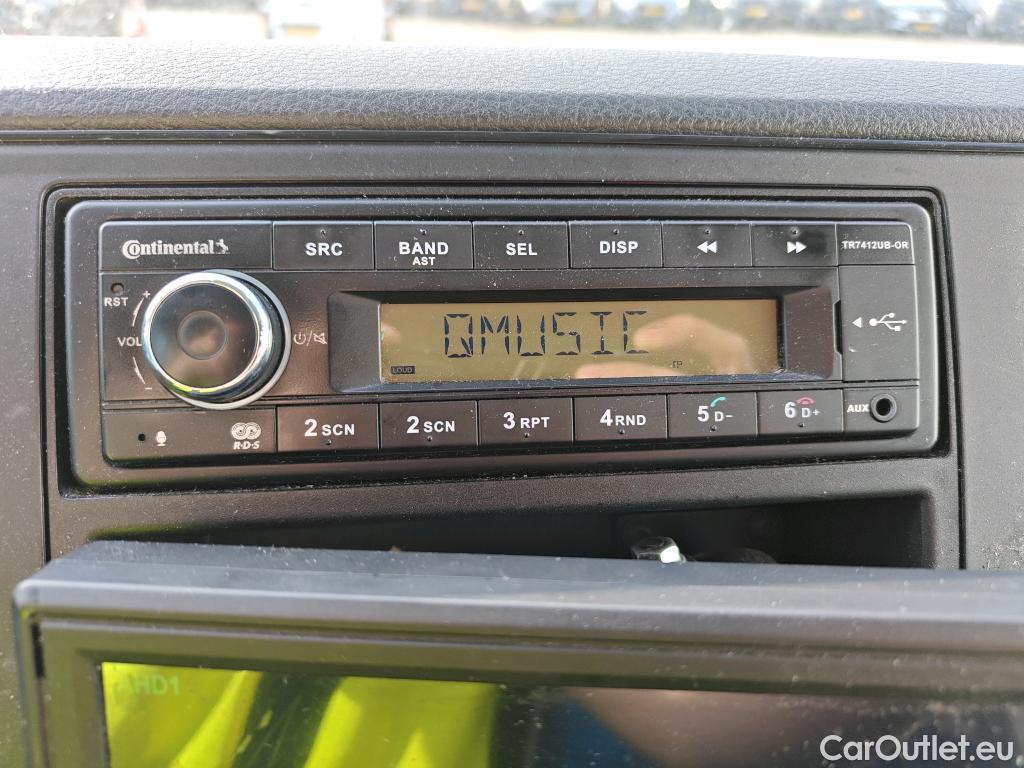 Continental
SRC
BAND
AST
SEL
DISP
TR7412UB-OR
RST
+
VOL
-
QMUSIC
LOUD
TP
R·D·S
2 SCN
2 SCN
3 RPT
4 RND
5 D-
6 D+
AUX
AHD1
CarOutlet.eu